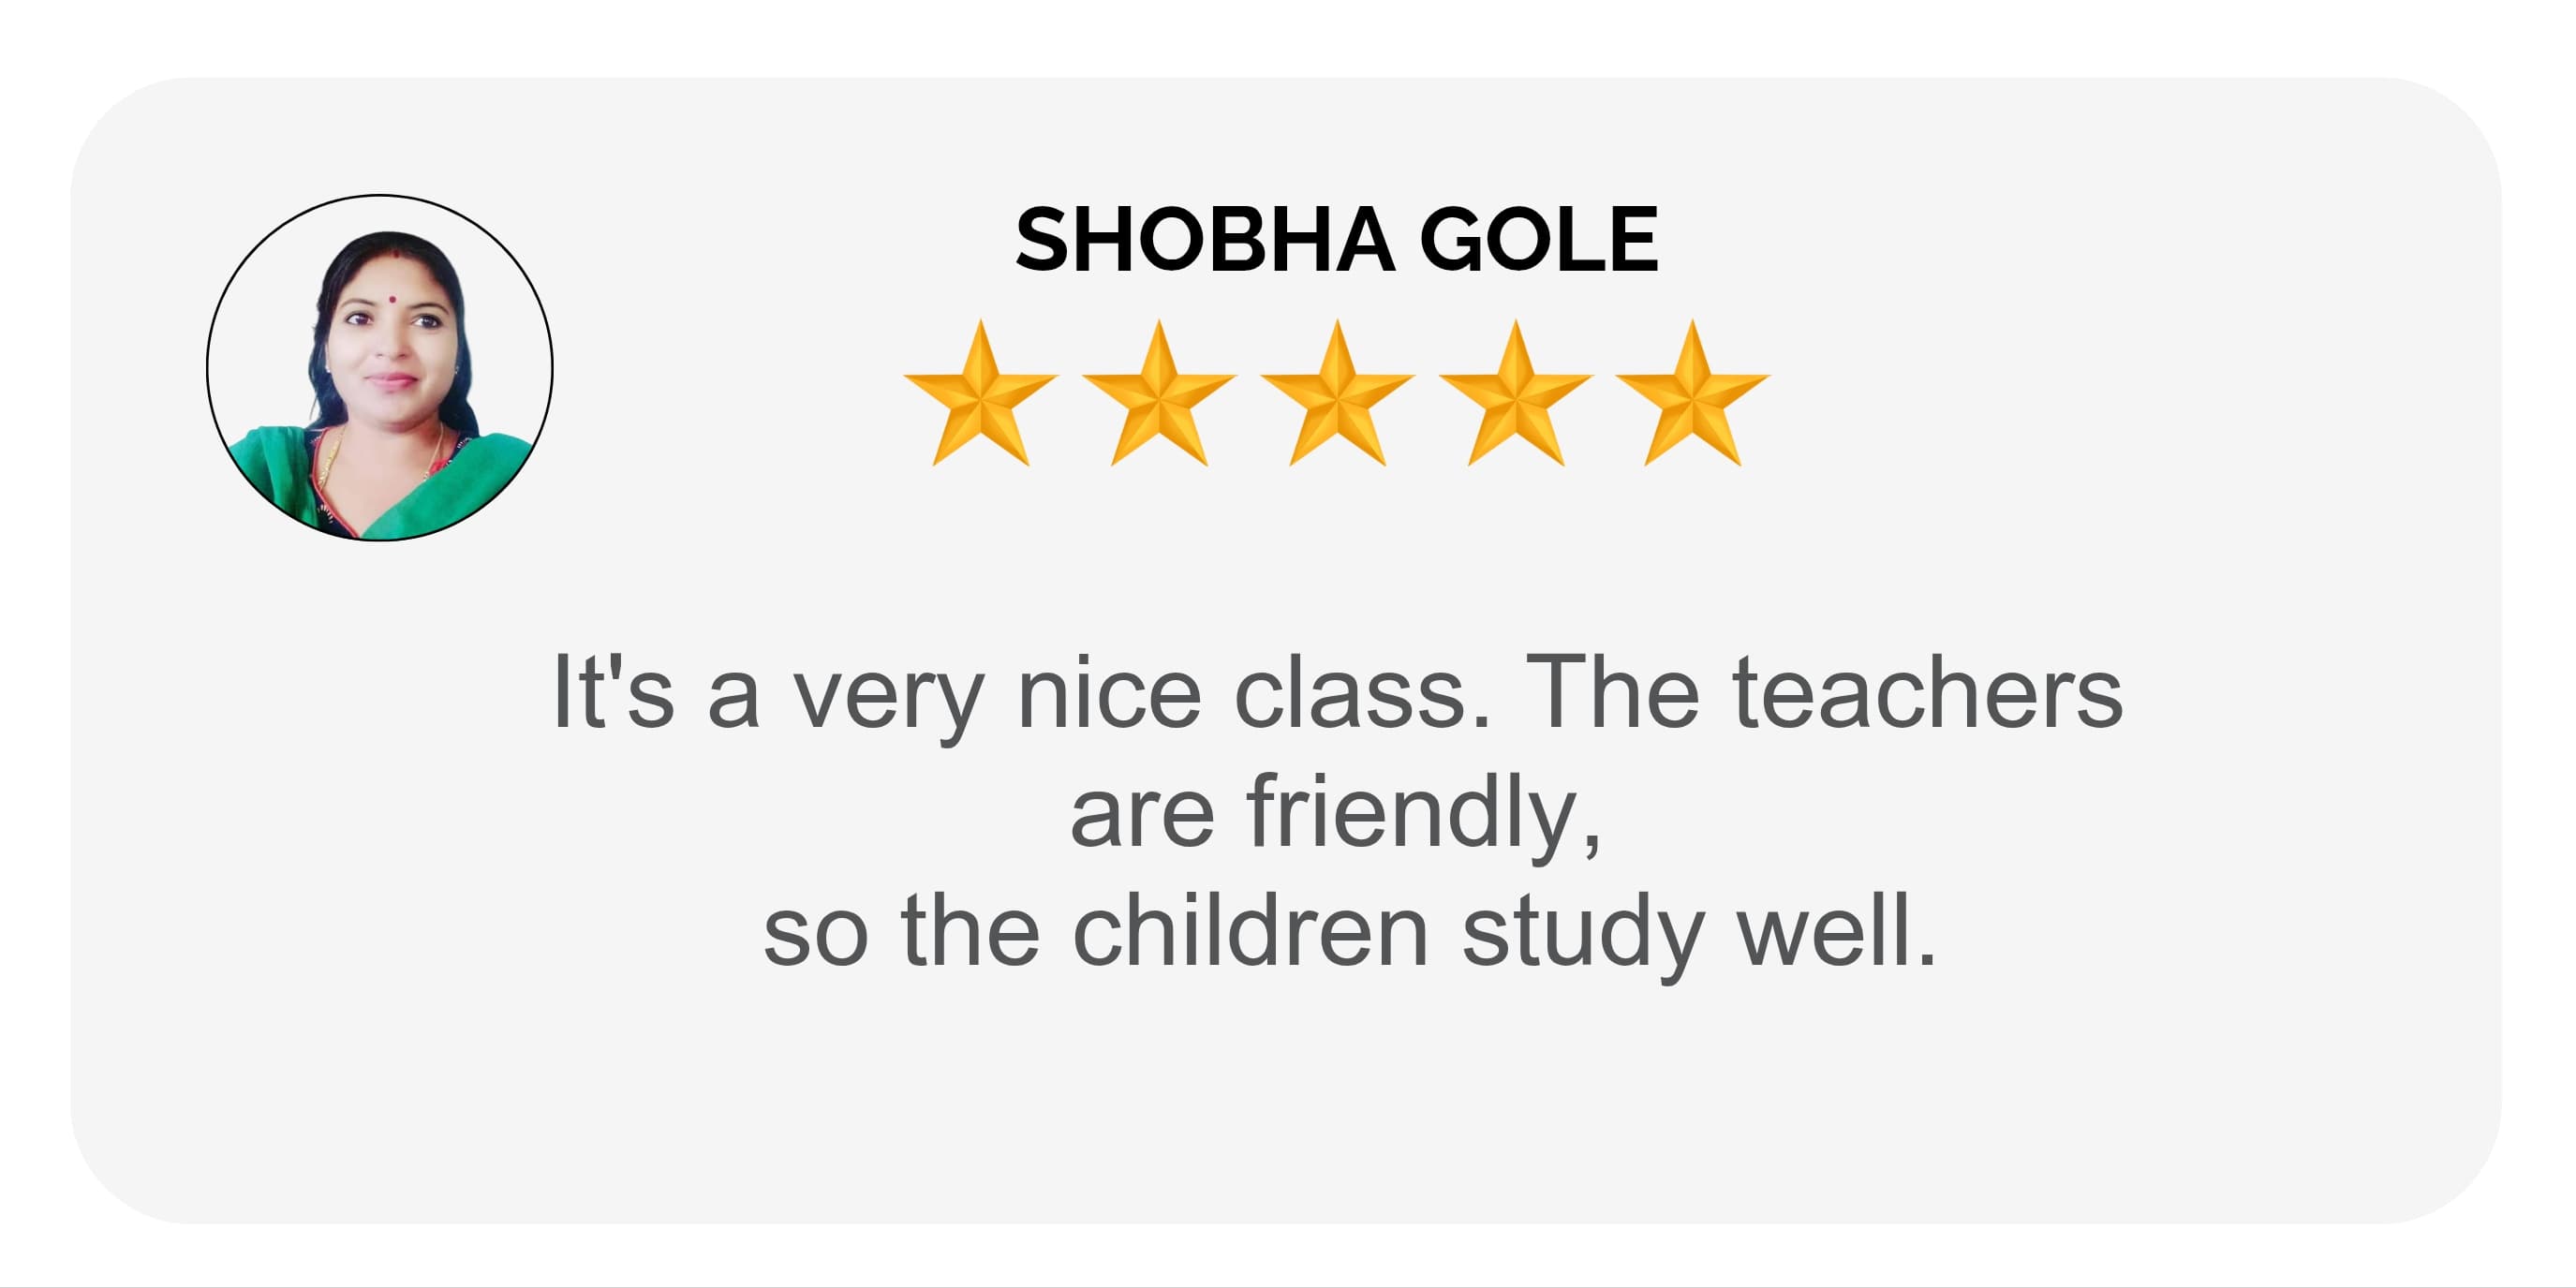 SHOBHA GOLE
It's a very nice class. The teachers
are friendly,
so the children study well.